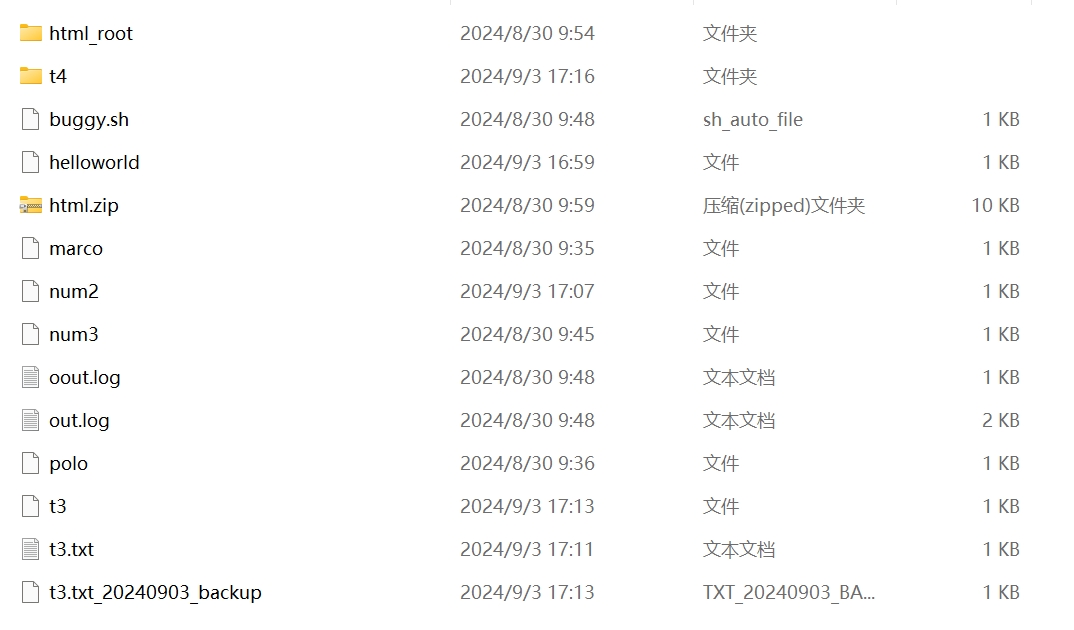 html_root 2024/8/30 9:54 文件夹
t4 2024/9/3 17:16 文件夹
buggy.sh 2024/8/30 9:48 sh_auto_file 1 KB
helloworld 2024/9/3 16:59 文件 1 KB
html.zip 2024/8/30 9:59 压缩(zipped)文件夹 10 KB
marco 2024/8/30 9:35 文件 1 KB
num2 2024/9/3 17:07 文件 1 KB
num3 2024/8/30 9:45 文件 1 KB
oout.log 2024/8/30 9:48 文本文档 1 KB
out.log 2024/8/30 9:48 文本文档 2 KB
polo 2024/8/30 9:36 文件 1 KB
t3 2024/9/3 17:13 文件 1 KB
t3.txt 2024/9/3 17:11 文本文档 1 KB
t3.txt_20240903_backup 2024/9/3 17:13 TXT_20240903_BA... 1 KB